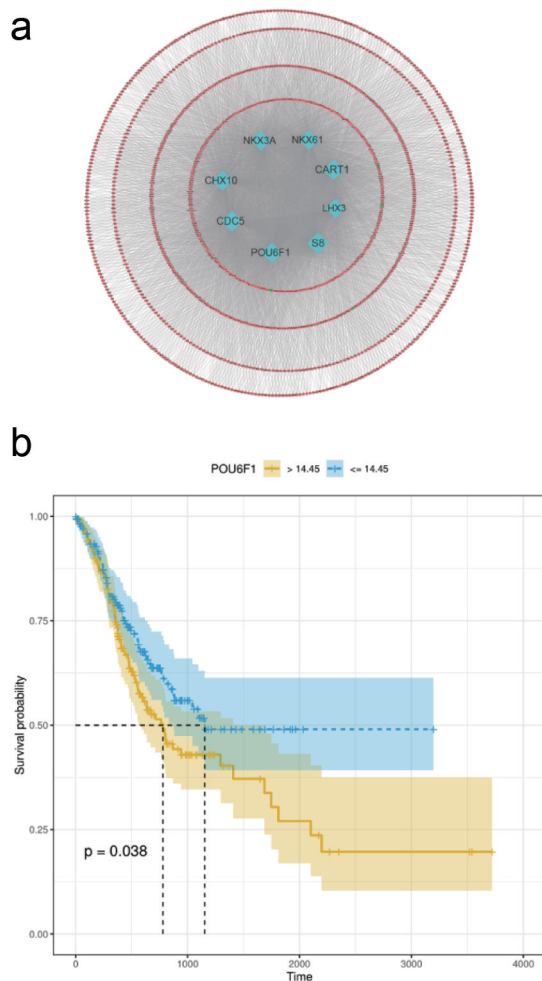 a
NKX3A
NKX61
CHX10
CART1
CDC5
LHX3
POU6F1
S8
b
POU6F1 > 14.45 <= 14.45
1.00
0.75
0.50
0.25
0.00
Survival probability
p = 0.038
0 1000 2000 3000 4000
Time